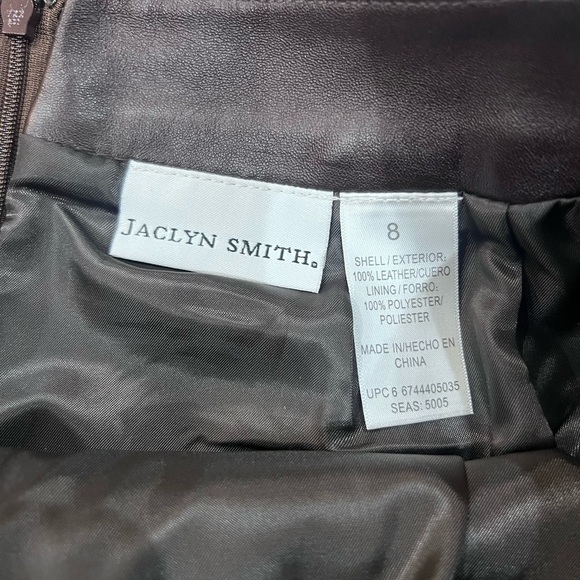 YKK
JACLYN SMITH
8
SHELL / EXTERIOR:
100% LEATHER/CUERO
LINING / FORRO:
100% POLYESTER/
POLIESTER
MADE IN/HECHO EN
CHINA
UPC 6 6744405035
SEAS: 5005